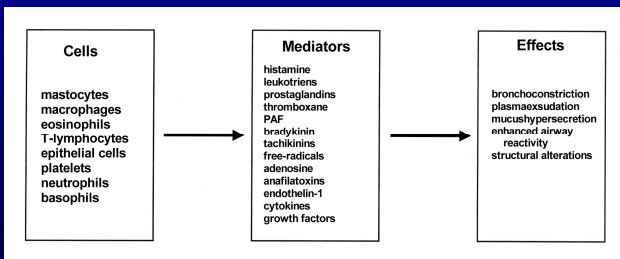 Cells
mastocytes
macrophages
eosinophils
T-lymphocytes
epithelial cells
platelets
neutrophils
basophils
Mediators
histamine
leukotriens
prostaglandins
thromboxane
PAF
bradykinin
tachikinins
free-radicals
adenosine
anafilatoxins
endothelin-1
cytokines
growth factors
Effects
bronchoconstriction
plasmaexsudation
mucushypersecretion
enhanced airway
reactivity
structural alterations